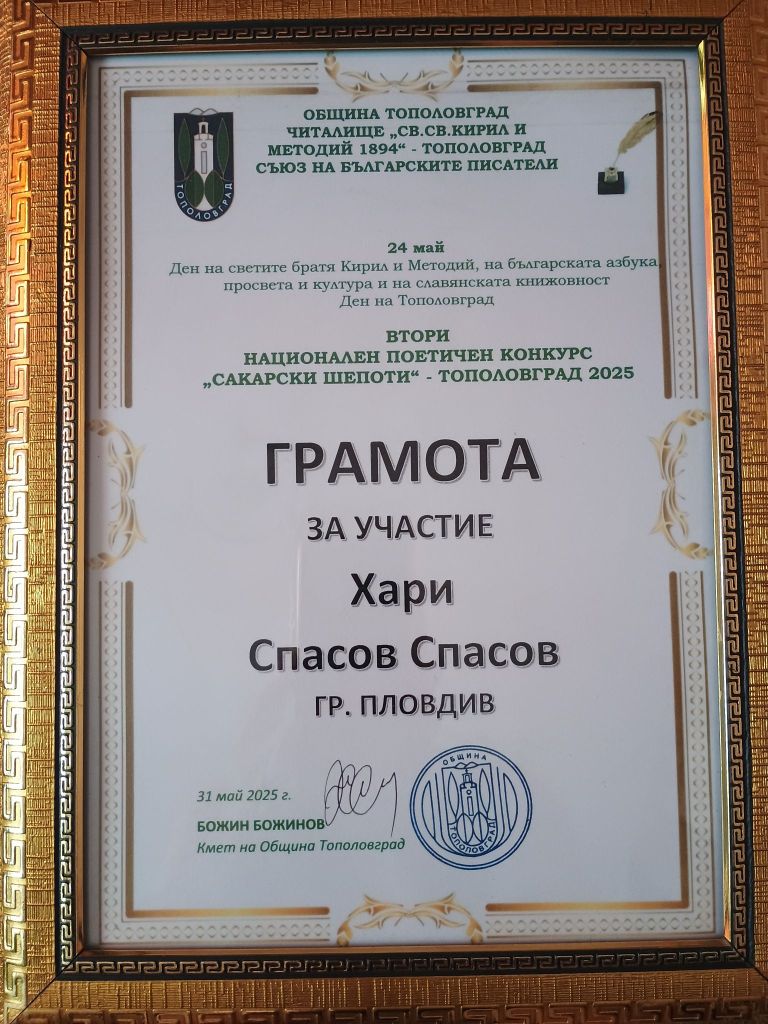 ОБЩИНА ТОПОЛОВГРАД
ЧИТАЛИЩЕ „СВ.СВ.КИРИЛ И
МЕТОДИЙ 1894“ - ТОПОЛОВГРАД
СЪЮЗ НА БЪЛГАРСКИТЕ ПИСАТЕЛИ
ТОПОЛОВГРАД
24 май
Ден на светите братя Кирил и Методий, на българската азбука,
просвета и култура и на славянската книжовност
Ден на Тополовград
ВТОРИ
НАЦИОНАЛЕН ПОЕТИЧЕН КОНКУРС
„САКАРСКИ ШЕПОТИ“ - ТОПОЛОВГРАД 2025
ГРАМОТА
ЗА УЧАСТИЕ
Хари
Спасов Спасов
ГР. ПЛОВДИВ
31 май 2025 г.
БОЖИН БОЖИНОВ
Кмет на Община Тополовград
ОБЩИНА
ТОПОЛОВГРАД